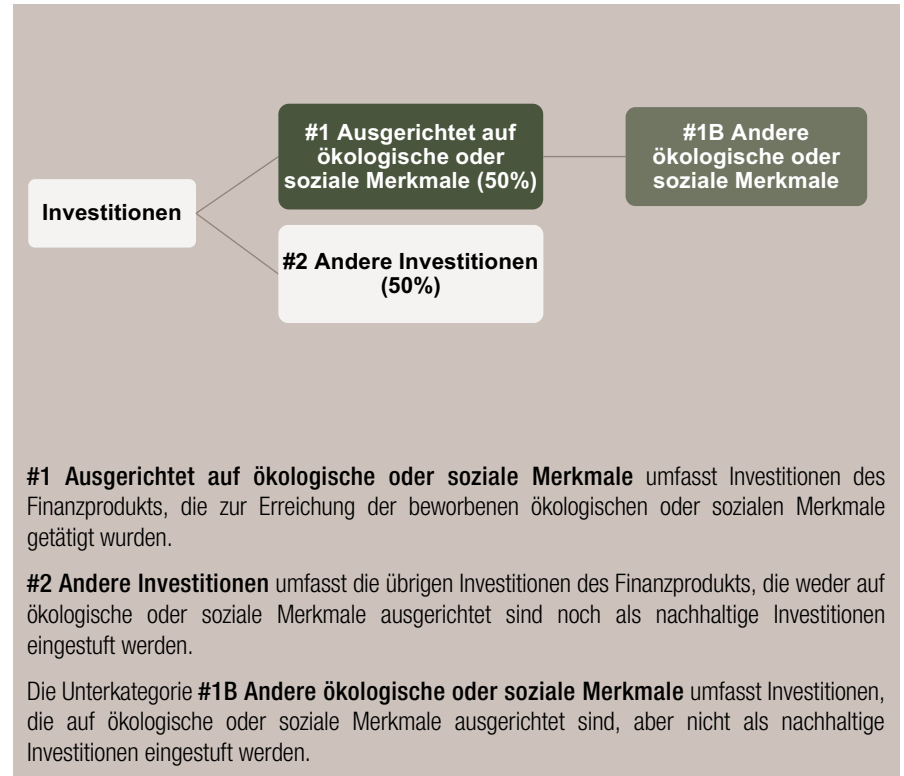 #1 Ausgerichtet auf
ökologische oder
soziale Merkmale (50%)
#1B Andere
ökologische oder
soziale Merkmale
Investitionen
#2 Andere Investitionen
(50%)
#1 Ausgerichtet auf ökologische oder soziale Merkmale umfasst Investitionen des
Finanzprodukts, die zur Erreichung der beworbenen ökologischen oder sozialen Merkmale
getätigt wurden.
#2 Andere Investitionen umfasst die übrigen Investitionen des Finanzprodukts, die weder auf
ökologische oder soziale Merkmale ausgerichtet sind noch als nachhaltige Investitionen
eingestuft werden.
Die Unterkategorie #1B Andere ökologische oder soziale Merkmale umfasst Investitionen,
die auf ökologische oder soziale Merkmale ausgerichtet sind, aber nicht als nachhaltige
Investitionen eingestuft werden.